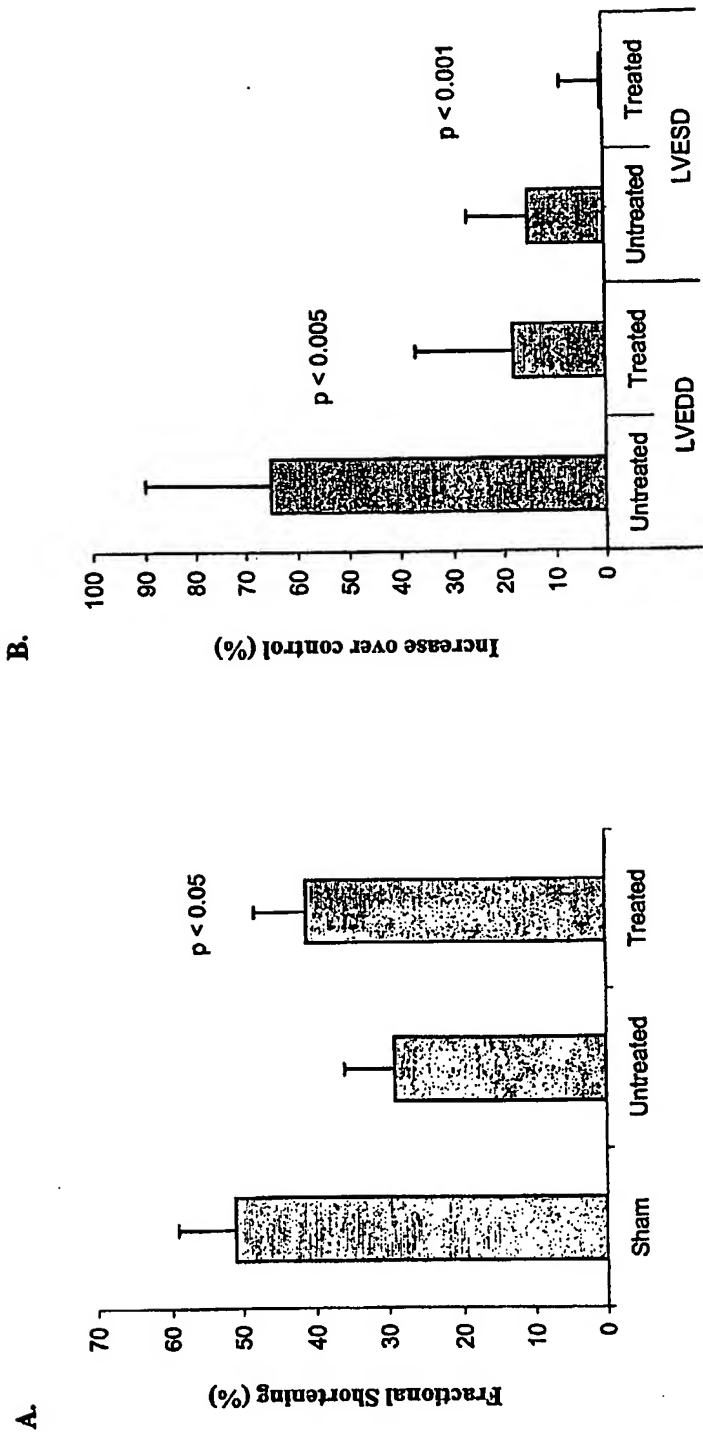 A.
Fractional Shortening (%)
70
60
50
40
30
20
10
0
p < 0.05
Sham Untreated Treated
B.
Increase over control (%)
100
90
80
70
60
50
40
30
20
10
0
p < 0.005
p < 0.001
Untreated Treated Untreated Treated
LVEDD LVESD